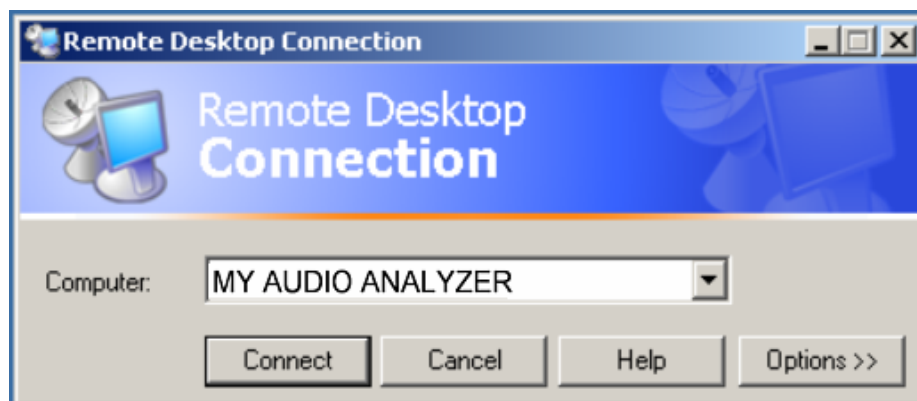 Remote Desktop Connection
Remote Desktop
Connection
Computer: MY AUDIO ANALYZER
Connect Cancel Help Options >>